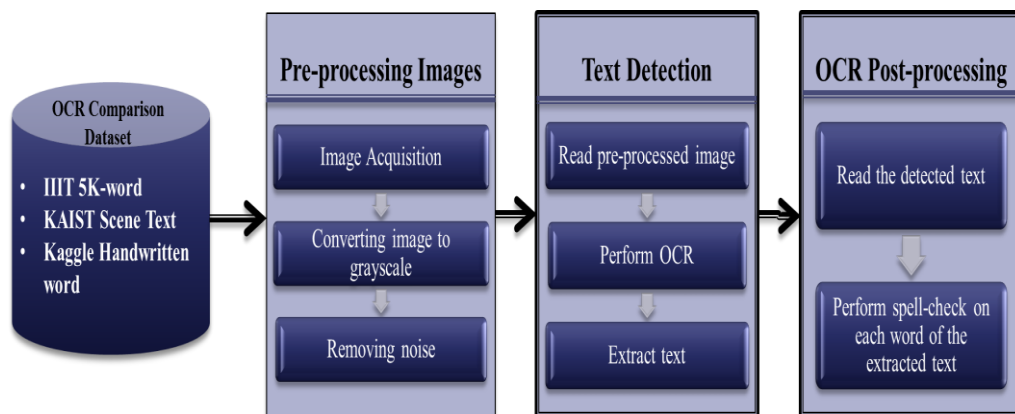 OCR Comparison
Dataset
• IIIT 5K-word
• KAIST Scene Text
• Kaggle Handwritten
word
Pre-processing Images
Image Acquisition
Converting image to
grayscale
Removing noise
Text Detection
Read pre-processed image
Perform OCR
Extract text
OCR Post-processing
Read the detected text
Perform spell-check on
each word of the
extracted text